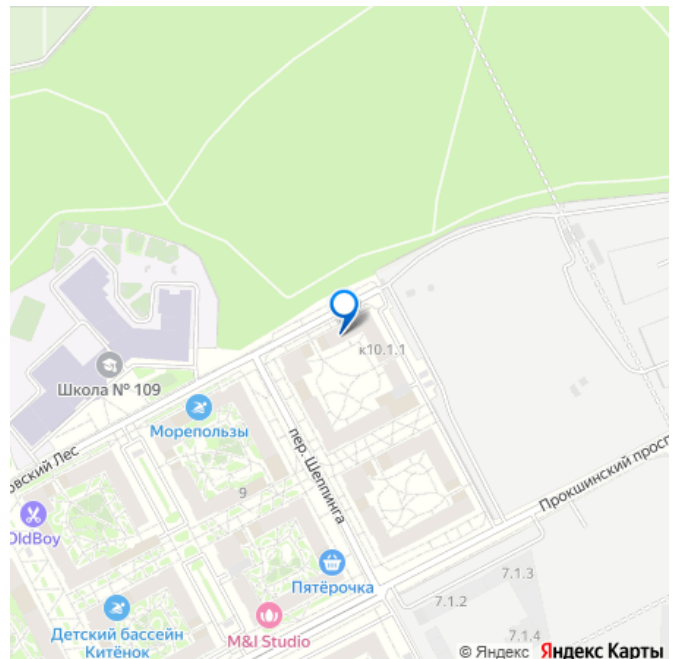 к10.1.1
Школа № 109
Морепользы
овский Лес
пер. Шеппинга
9
Прокшинский просп
OldBoy
Пятёрочка
7.1.3
7.1.2
Детский бассейн
Китёнок
M&I Studio
7.1.4
© Яндекс Яндекс Карты